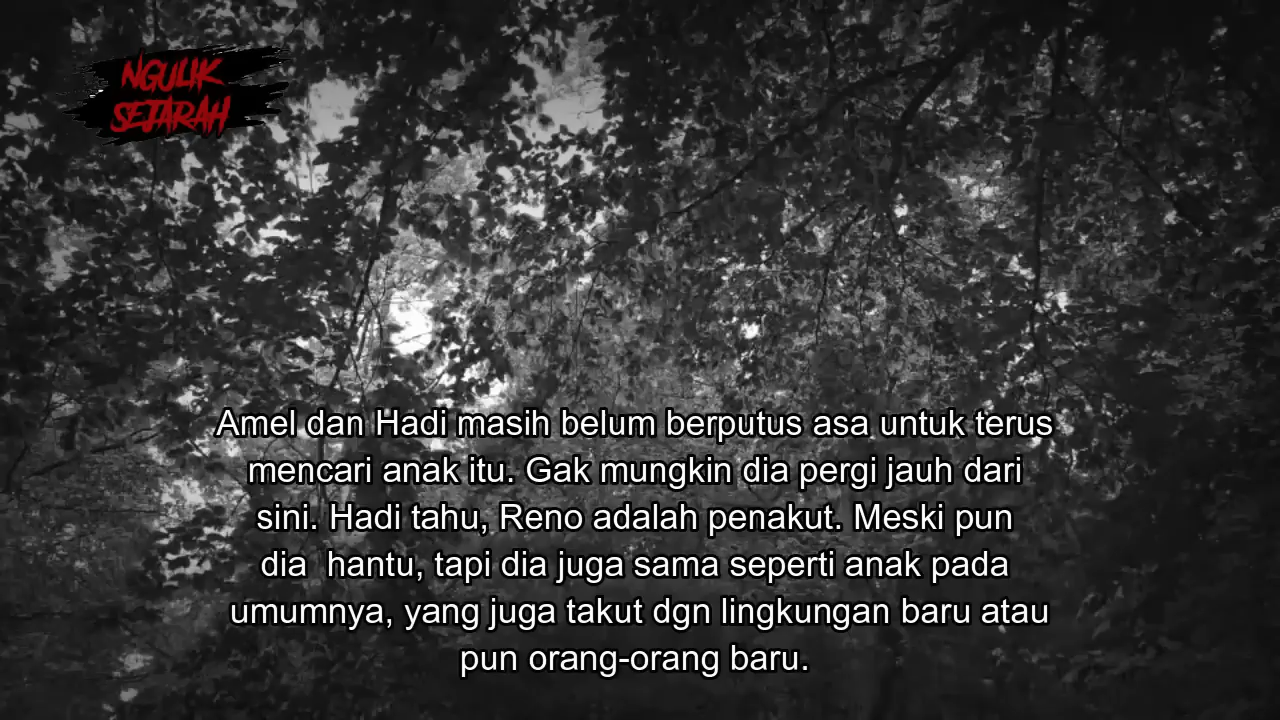 NGULIK
SEJARAH
Amel dan Hadi masih belum berputus asa untuk terus
mencari anak itu. Gak mungkin dia pergi jauh dari
sini. Hadi tahu, Reno adalah penakut. Meski pun
dia  hantu, tapi dia juga sama seperti anak pada
umumnya, yang juga takut dgn lingkungan baru atau
pun orang-orang baru.